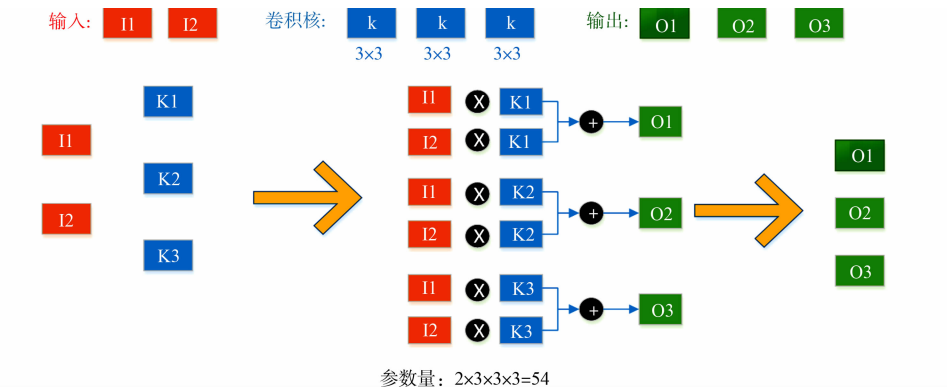 输入: I1 I2 卷积核: k k k 输出: O1 O2 O3
3×3 3×3 3×3
K1
I1
K2
I2
K3
I1 X K1
+ O1
I2 X K1
I1 X K2
+ O2
I2 X K2
I1 X K3
+ O3
I2 X K3
O1
O2
O3
参数量：2×3×3×3=54